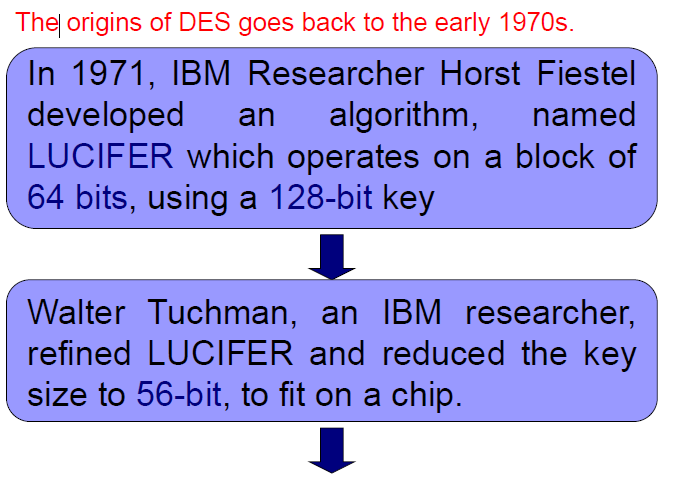 The origins of DES goes back to the early 1970s.
In 1971, IBM Researcher Horst Fiestel
developed an algorithm, named
LUCIFER which operates on a block of
64 bits, using a 128-bit key
Walter Tuchman, an IBM researcher,
refined LUCIFER and reduced the key
size to 56-bit, to fit on a chip.